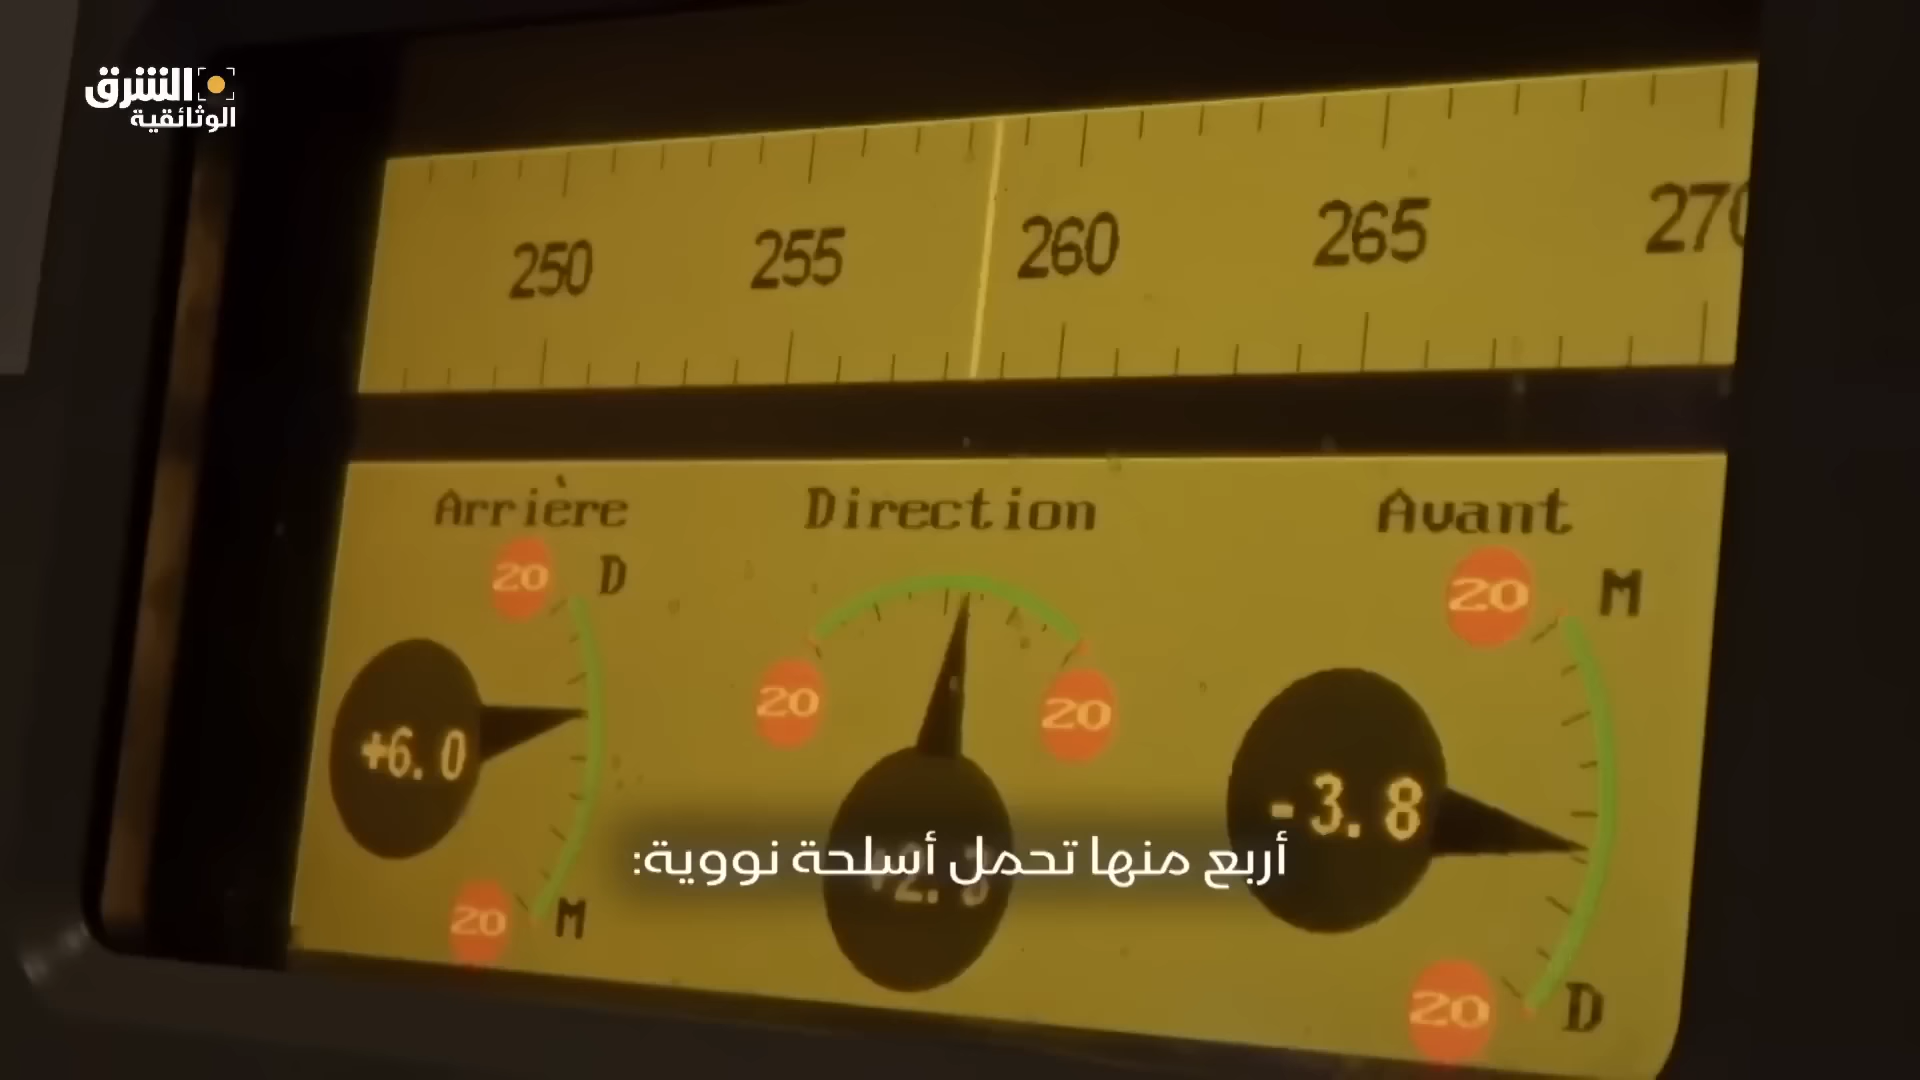 الشرق
الوثائقية
250 255 260 265 270
Arrière Direction Avant
20 D
20 M
20 20
+6.0
-3.8
أربع منها تحمل أسلحة نووية:
20 M
20 D